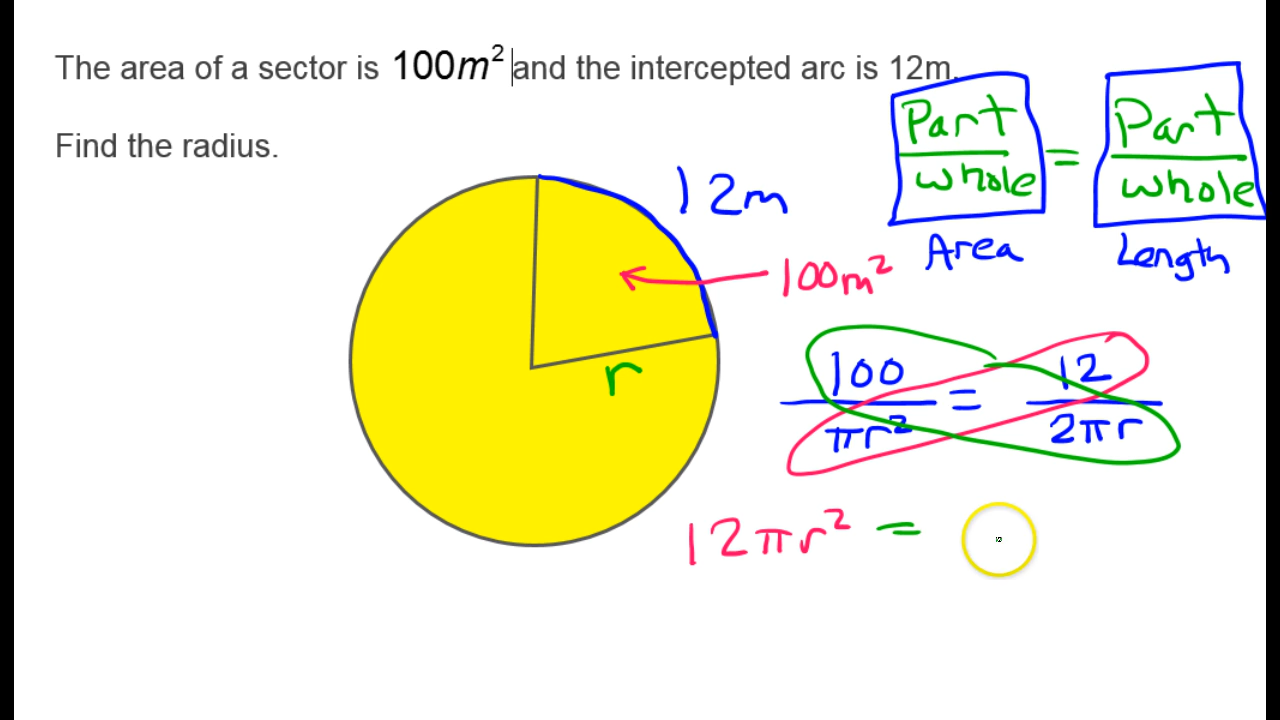 The area of a sector is 100m² and the intercepted arc is 12m.
Find the radius.
Part
whole
=
Part
whole
Area
Length
12m
100m²
r
100
πr²
=
12
2πr
12πr² =